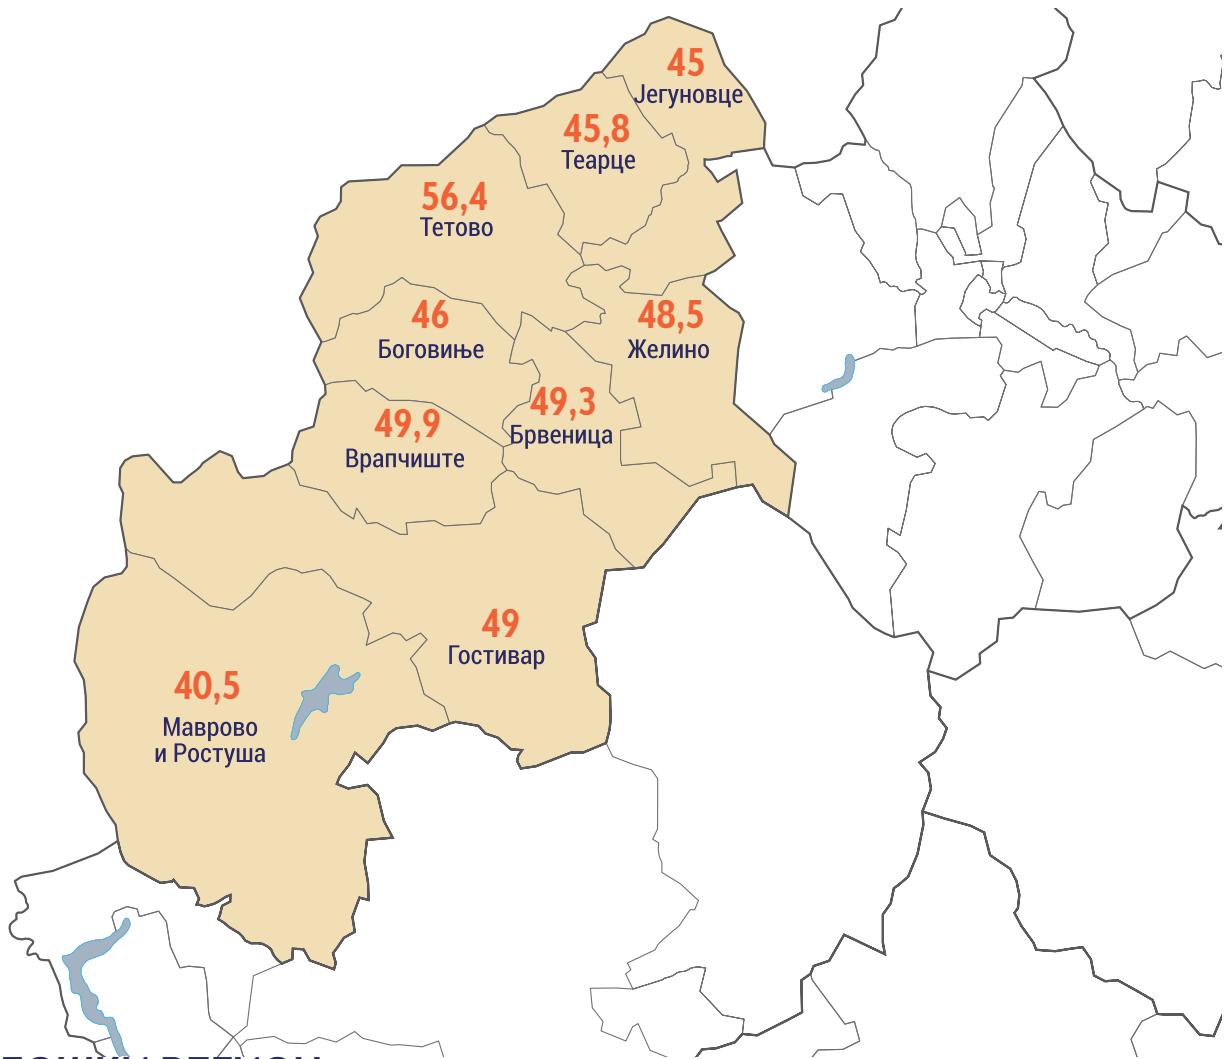 45
Јегуновце
45,8
Теарце
56,4
Тетово
46
Боговиње
48,5
Желино
49,3
Брвеница
49,9
Врапчиште
49
Гостивар
40,5
Маврово
и Ростуша